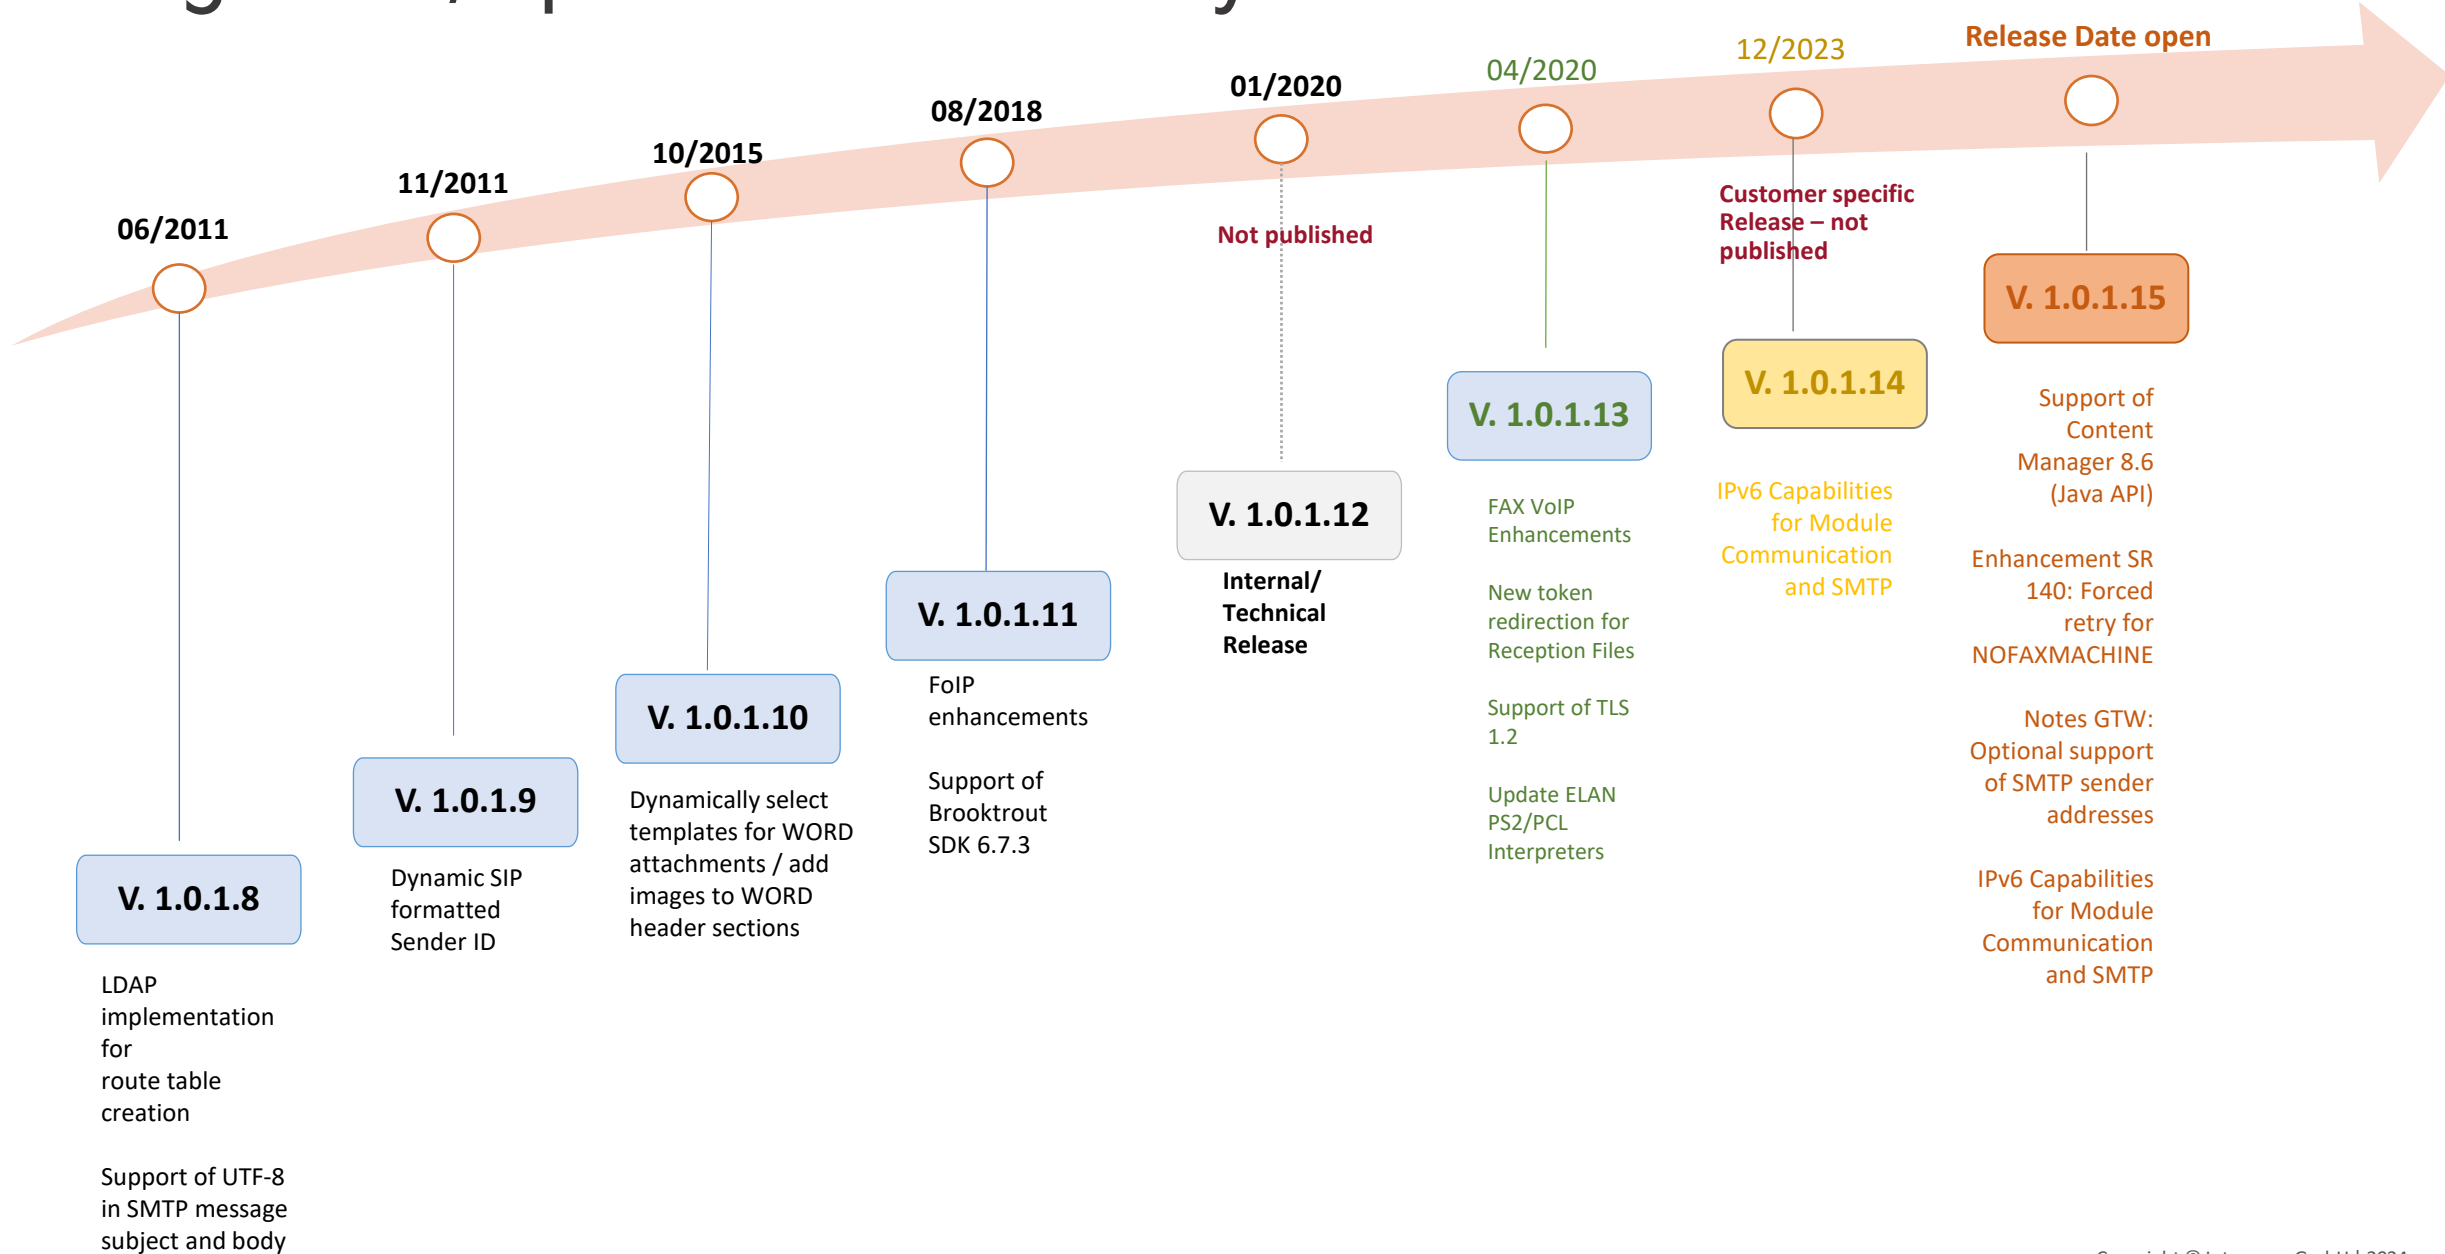 Release Date open
12/2023
04/2020
01/2020
08/2018
10/2015
11/2011
06/2011
Not published
Customer specific
Release – not
published
V. 1.0.1.8
LDAP
implementation
for
route table
creation
Support of UTF-8
in SMTP message
subject and body
V. 1.0.1.9
Dynamic SIP
formatted
Sender ID
V. 1.0.1.10
Dynamically select
templates for WORD
attachments / add
images to WORD
header sections
V. 1.0.1.11
FoIP
enhancements
Support of
Brooktrout
SDK 6.7.3
V. 1.0.1.12
Internal/
Technical
Release
V. 1.0.1.13
FAX VoIP
Enhancements
New token
redirection for
Reception Files
Support of TLS
1.2
Update ELAN
PS2/PCL
Interpreters
V. 1.0.1.14
IPv6 Capabilities
for Module
Communication
and SMTP
V. 1.0.1.15
Support of
Content
Manager 8.6
(Java API)
Enhancement SR
140: Forced
retry for
NOFAXMACHINE
Notes GTW:
Optional support
of SMTP sender
addresses
IPv6 Capabilities
for Module
Communication
and SMTP